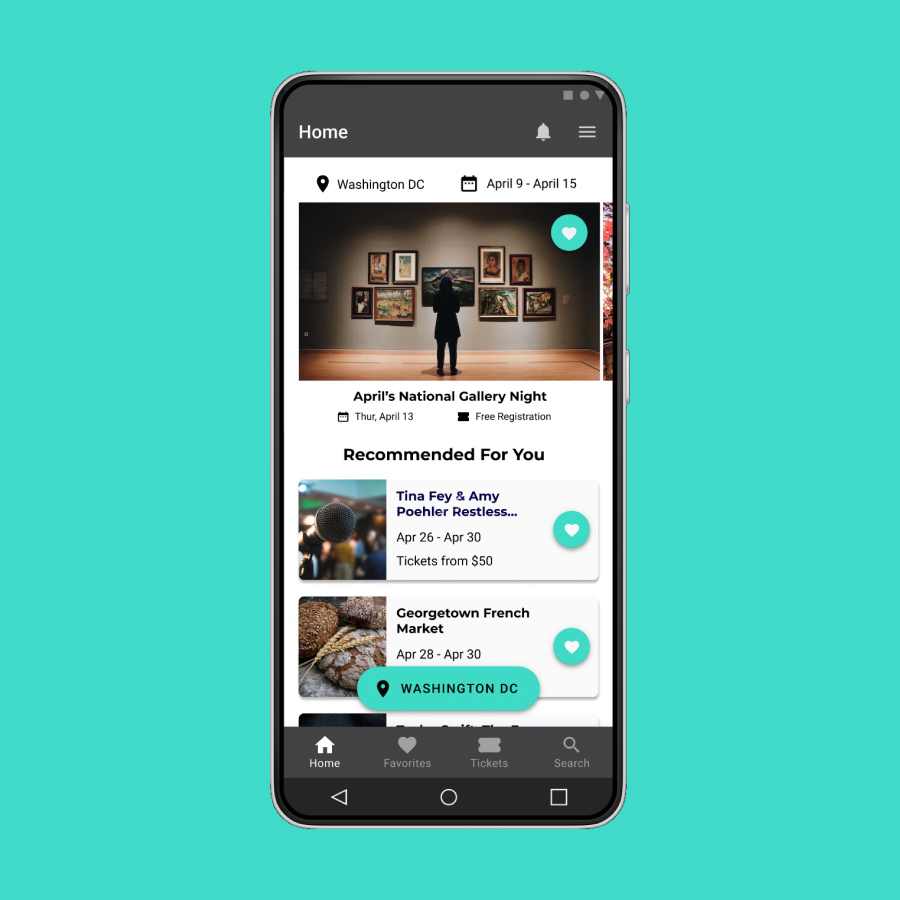 Home
Washington DC
April 9 - April 15
April's National Gallery Night
Thur, April 13
Free Registration
Recommended For You
Tina Fey & Amy
Poehler Restless...
Apr 26 - Apr 30
Tickets from $50
Georgetown French
Market
Apr 28 - Apr 30
WASHINGTON DC
Home
Favorites
Tickets
Search